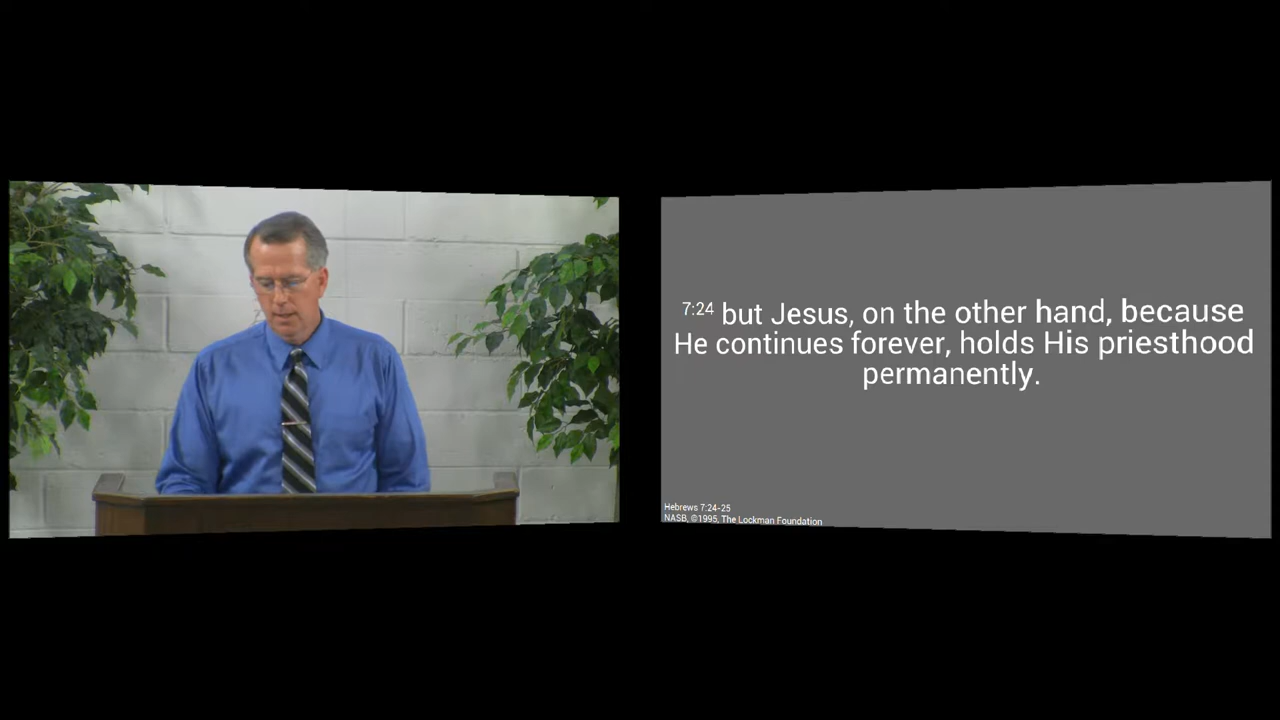 7:24 but Jesus, on the other hand, because
He continues forever, holds His priesthood
permanently.
Hebrews 7:24-25
NASB, ©1995, The Lockman Foundation